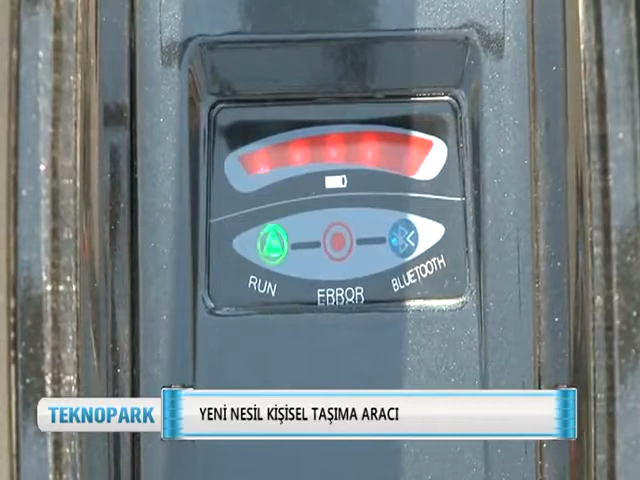 RUN
ERROR
BLUETOOTH
TEKNOPARK
YENİ NESİL KİŞİSEL TAŞIMA ARACI